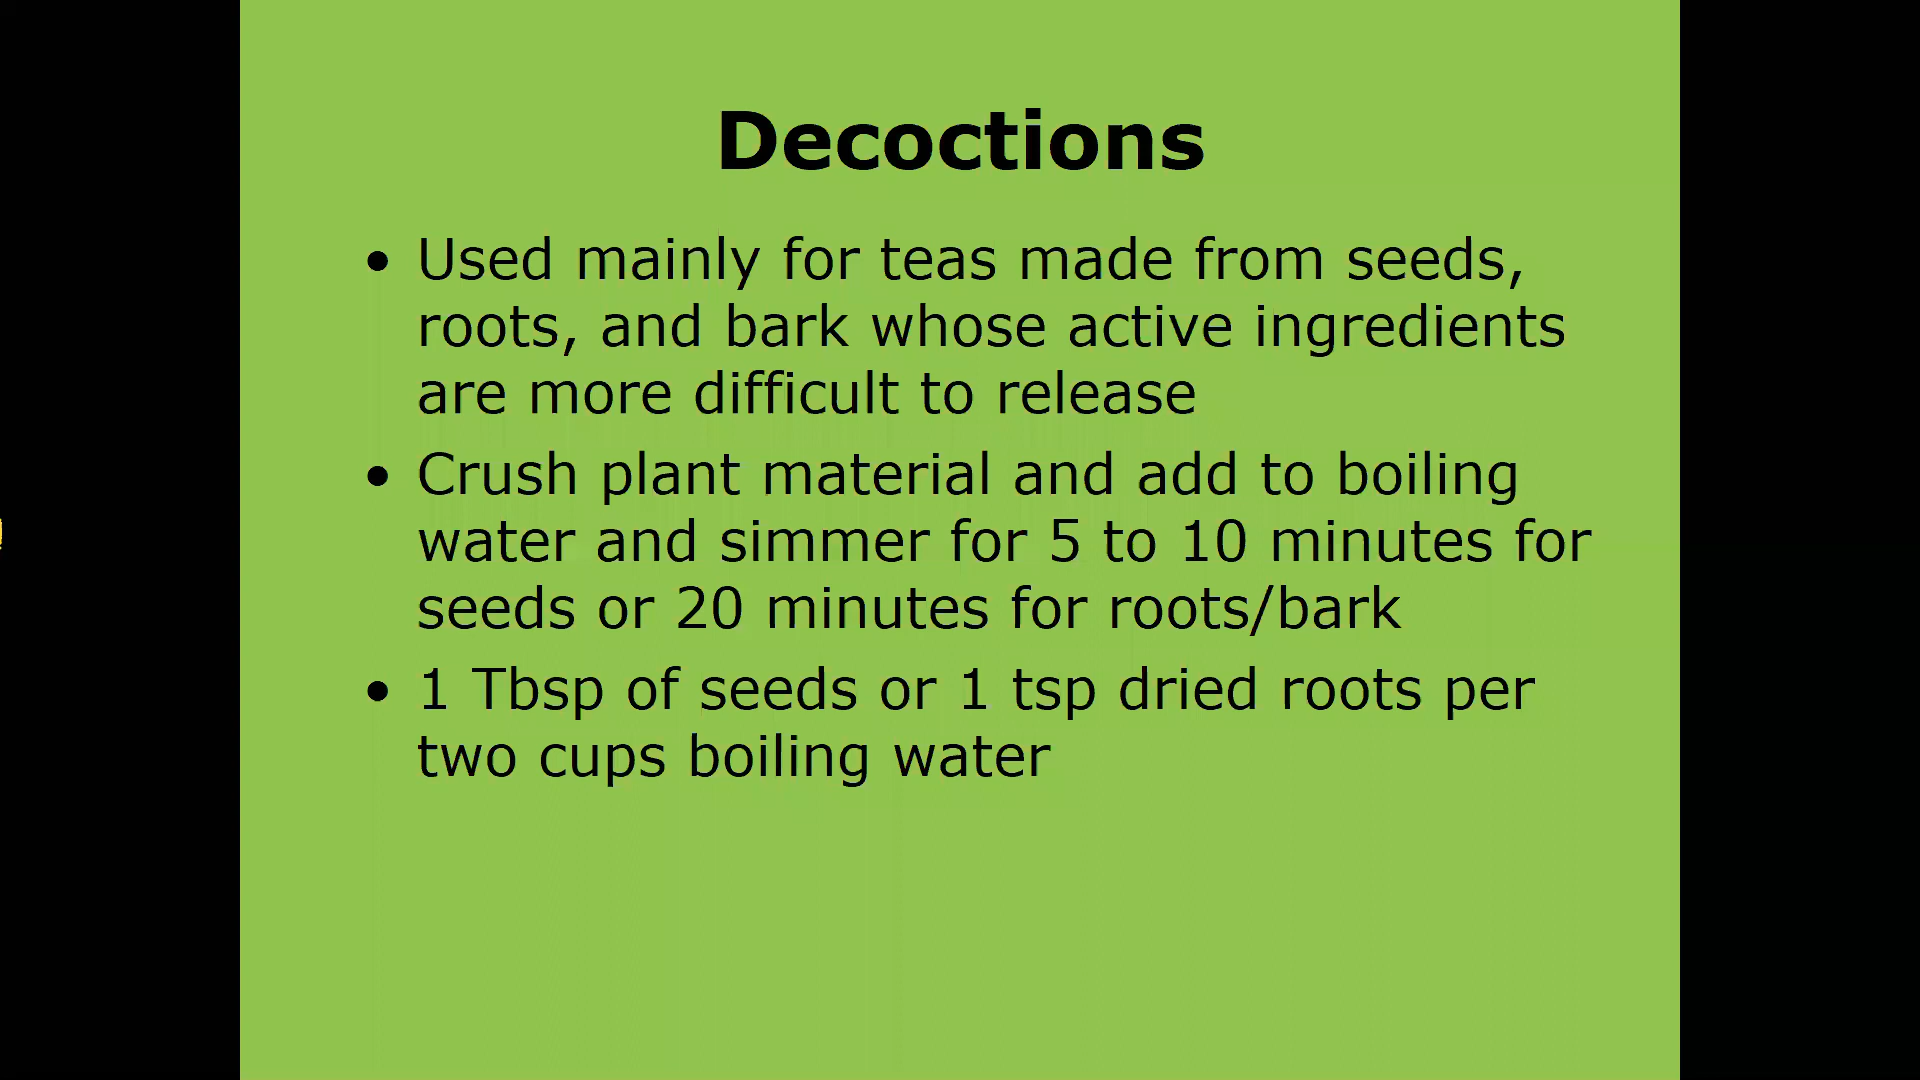 Decoctions
• Used mainly for teas made from seeds,
roots, and bark whose active ingredients
are more difficult to release
• Crush plant material and add to boiling
water and simmer for 5 to 10 minutes for
seeds or 20 minutes for roots/bark
• 1 Tbsp of seeds or 1 tsp dried roots per
two cups boiling water